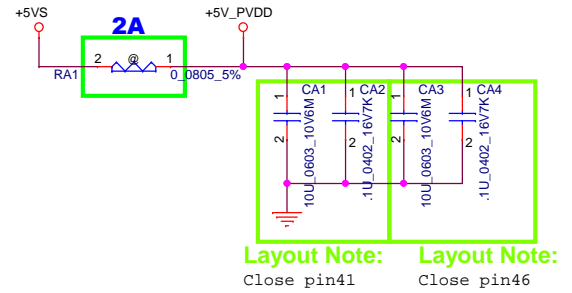 +5VS
2A
+5V_PVDD
2 @ 1
RA1
0_0805_5%
1 CA1 2
10U_0603_10V6M
1 CA2 2
.1U_0402_16V7K
1 CA3 2
10U_0603_10V6M
1 CA4 2
.1U_0402_16V7K
Layout Note:
Close pin41
Layout Note:
Close pin46